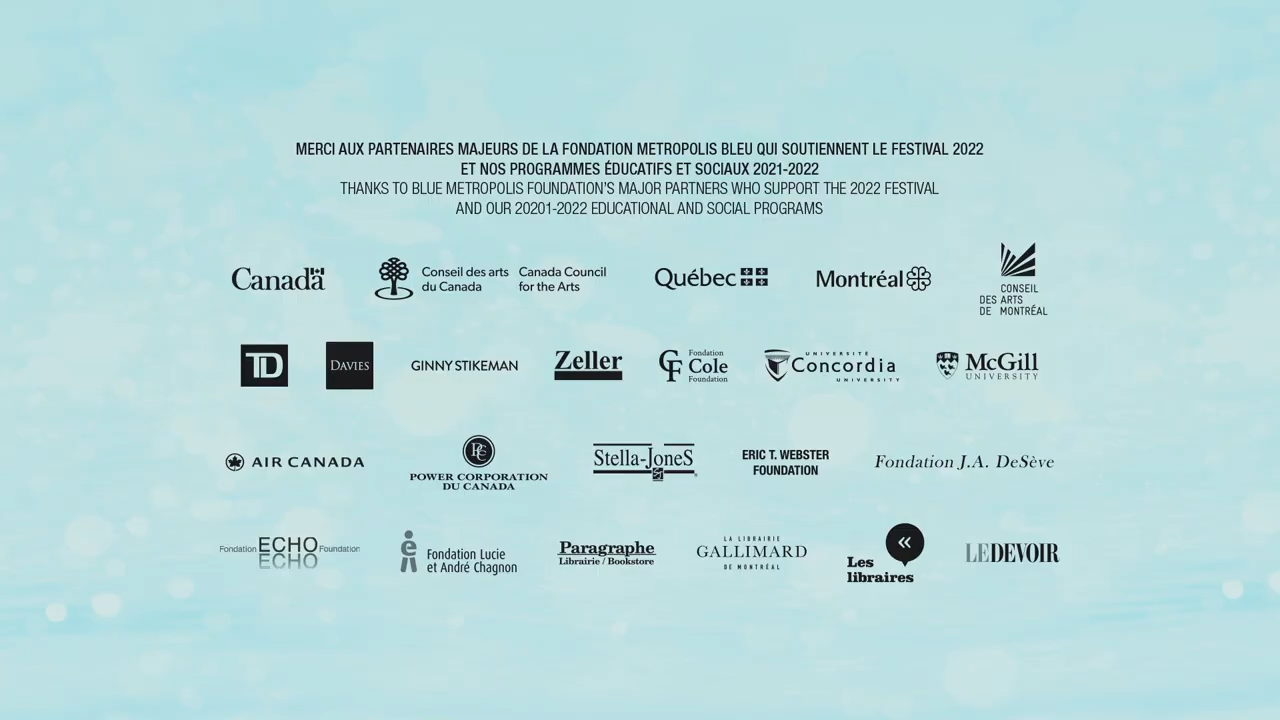 MERCI AUX PARTENAIRES MAJEURS DE LA FONDATION METROPOLIS BLEU QUI SOUTIENNENT LE FESTIVAL 2022
ET NOS PROGRAMMES ÉDUCATIFS ET SOCIAUX 2021-2022
THANKS TO BLUE METROPOLIS FOUNDATION'S MAJOR PARTNERS WHO SUPPORT THE 2022 FESTIVAL
AND OUR 20201-2022 EDUCATIONAL AND SOCIAL PROGRAMS
Canada
Conseil des arts
du Canada
Canada Council
for the Arts
Québec
Montréal
CONSEIL
DES ARTS
DE MONTRÉAL
TD
DAVIES
GINNY STIKEMAN
Zeller
CF
Fondation
Cole
Foundation
UNIVERSITÉ
Concordia
UNIVERSITY
McGill
UNIVERSITY
AIR CANADA
PCC
POWER CORPORATION
DU CANADA
Stella-JoneS
SJ
ERIC T. WEBSTER
FOUNDATION
Fondation J.A. DeSève
Fondation ECHO Foundation
Fondation Lucie
et André Chagnon
Paragraphe
Librairie / Bookstore
LA LIBRAIRIE
GALLIMARD
DE MONTRÉAL
«
Les
libraires
LE DEVOIR